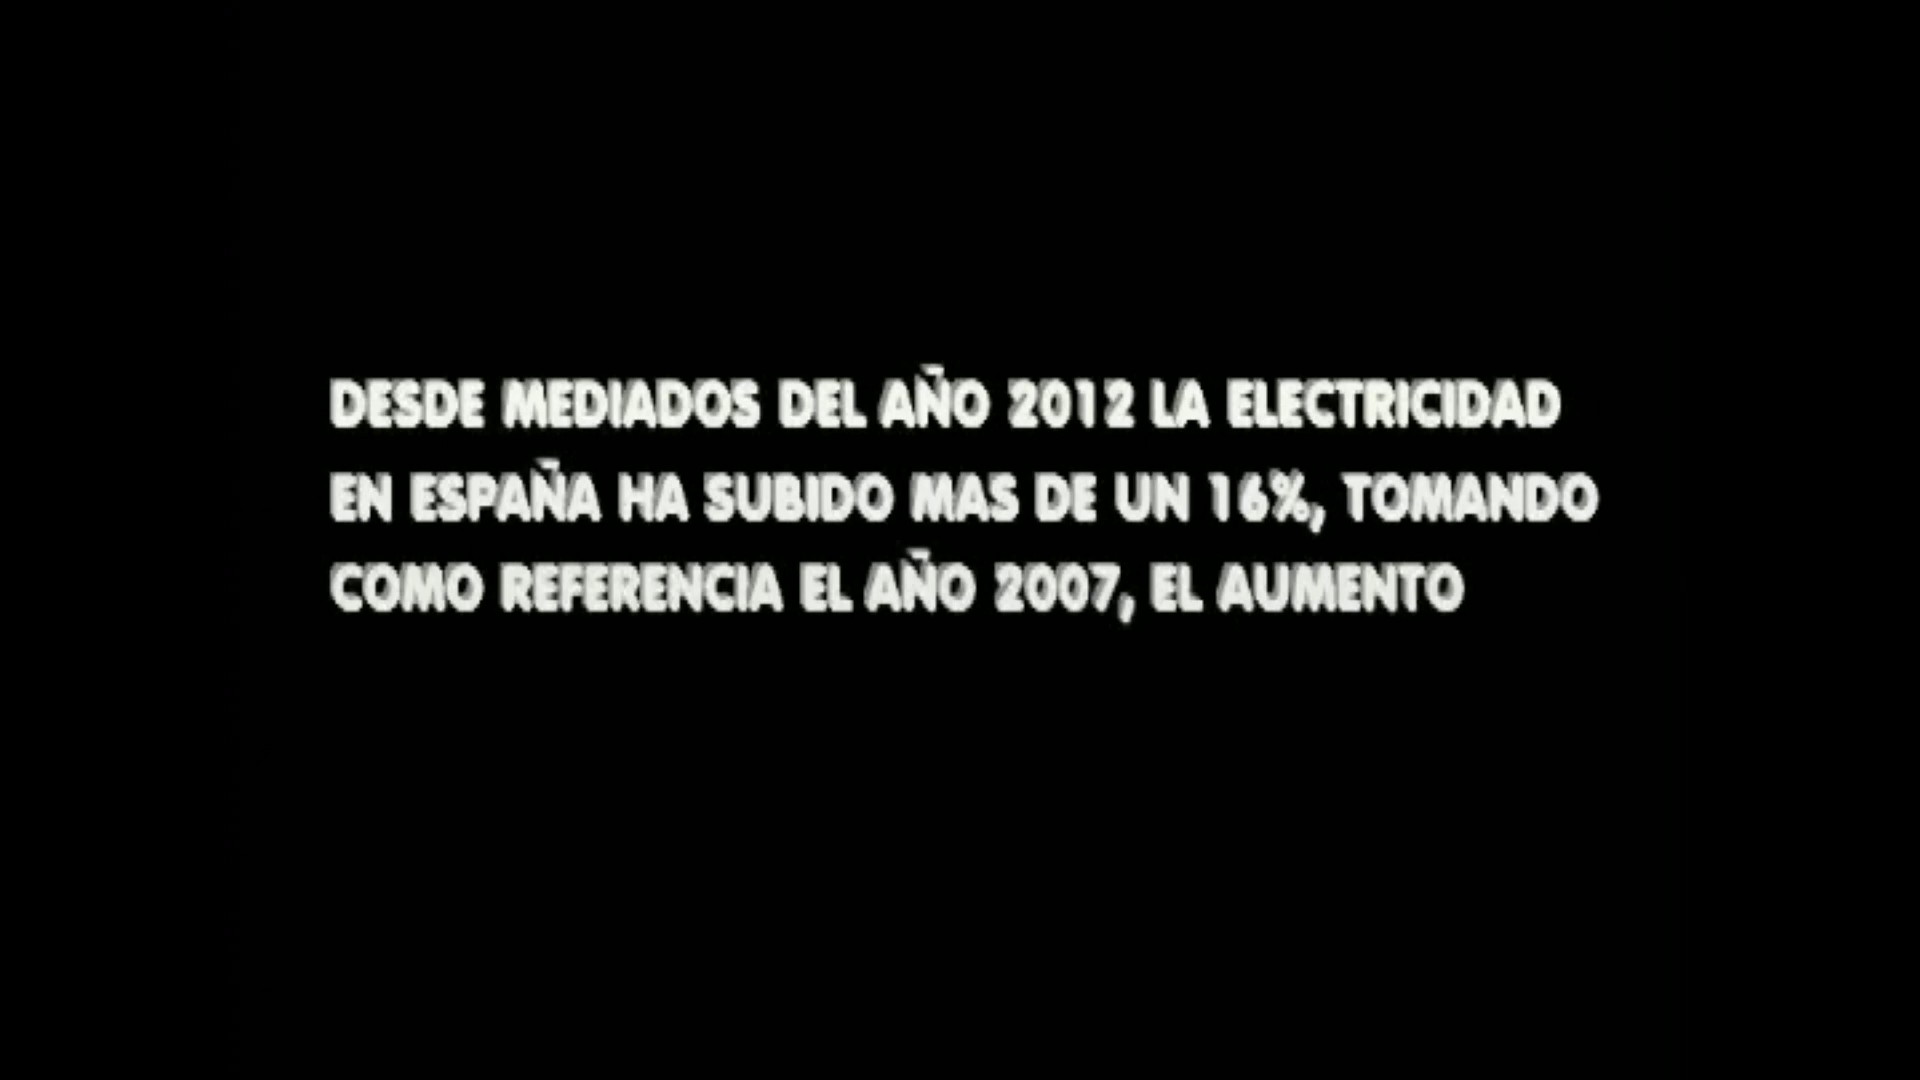 DESDE MEDIADOS DEL AÑO 2012 LA ELECTRICIDAD
EN ESPAÑA HA SUBIDO MAS DE UN 16%, TOMANDO
COMO REFERENCIA EL AÑO 2007, EL AUMENTO